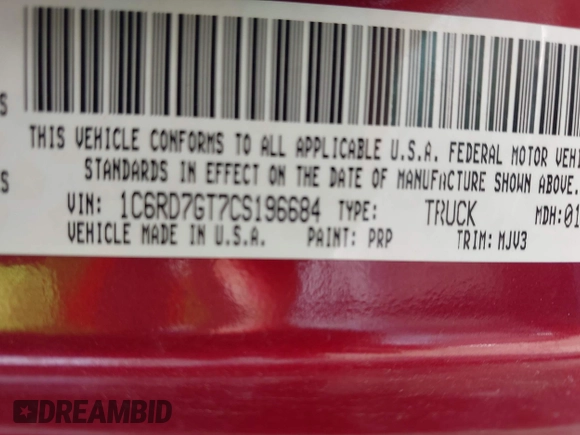 S
THIS VEHICLE CONFORMS TO ALL APPLICABLE U.S.A. FEDERAL MOTOR VEHI
S
STANDARDS IN EFFECT ON THE DATE OF MANUFACTURE SHOWN ABOVE.
VIN: 1C6RD7GT7CS196684 TYPE: TRUCK MDH:01
VEHICLE MADE IN U.S.A. PAINT: PRP TRIM: MJV3
DREAMBID